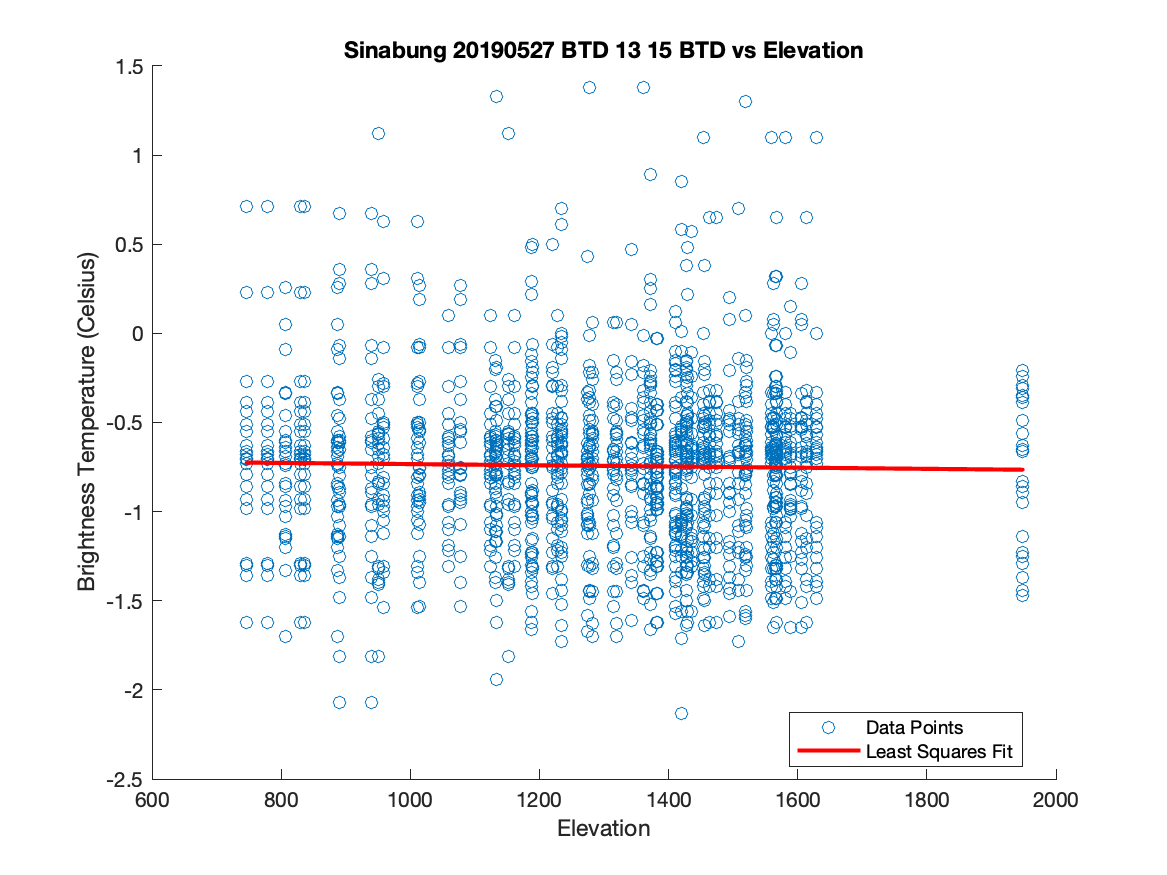 Sinabung 20190527 BTD 13 15 BTD vs Elevation
1.5
1
0.5
0
-0.5
-1
-1.5
-2
-2.5
Brightness Temperature (Celsius)
Data Points
Least Squares Fit
600 800 1000 1200 1400 1600 1800 2000
Elevation